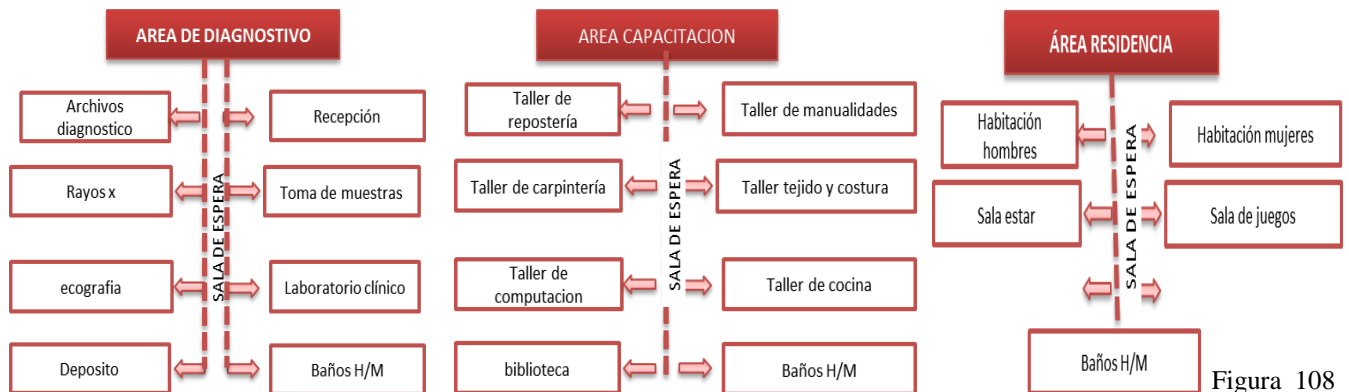 AREA DE DIAGNOSTIVO
Archivos
diagnostico
Recepción
Rayos x
Toma de muestras
SALA DE ESPERA
ecografia
Laboratorio clínico
Deposito
Baños H/M
AREA CAPACITACION
Taller de
repostería
Taller de manualidades
Taller de carpintería
Taller tejido y costura
SALA DE ESPERA
Taller de
computacion
Taller de cocina
biblioteca
Baños H/M
ÁREA RESIDENCIA
Habitación
hombres
Habitación mujeres
SALA DE ESPERA
Sala estar
Sala de juegos
Baños H/M
Figura 108